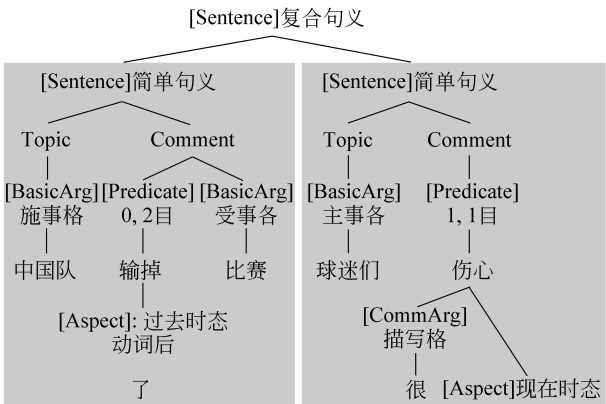 [Sentence]复合句义
[Sentence]简单句义
[Sentence]简单句义
Topic
Comment
Topic
Comment
[BasicArg]
施事格
[Predicate]
0, 2目
[BasicArg]
受事各
[BasicArg]
主事各
[Predicate]
1, 1目
中国队
输掉
比赛
球迷们
伤心
[Aspect]: 过去时态
动词后
[CommArg]
描写格
了
很
[Aspect]现在时态